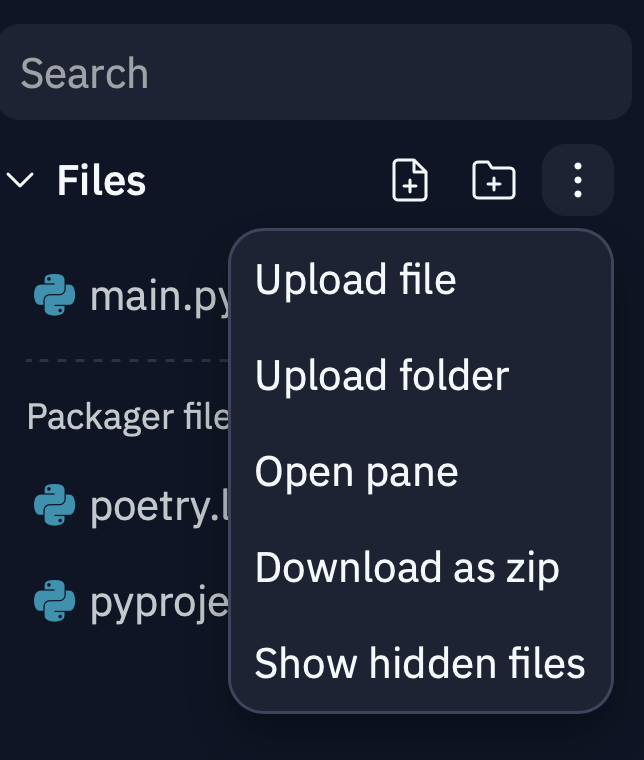 Search
Files
Upload file
main.py
Upload folder
Packager file
Open pane
poetry.l
Download as zip
pyproje
Show hidden files